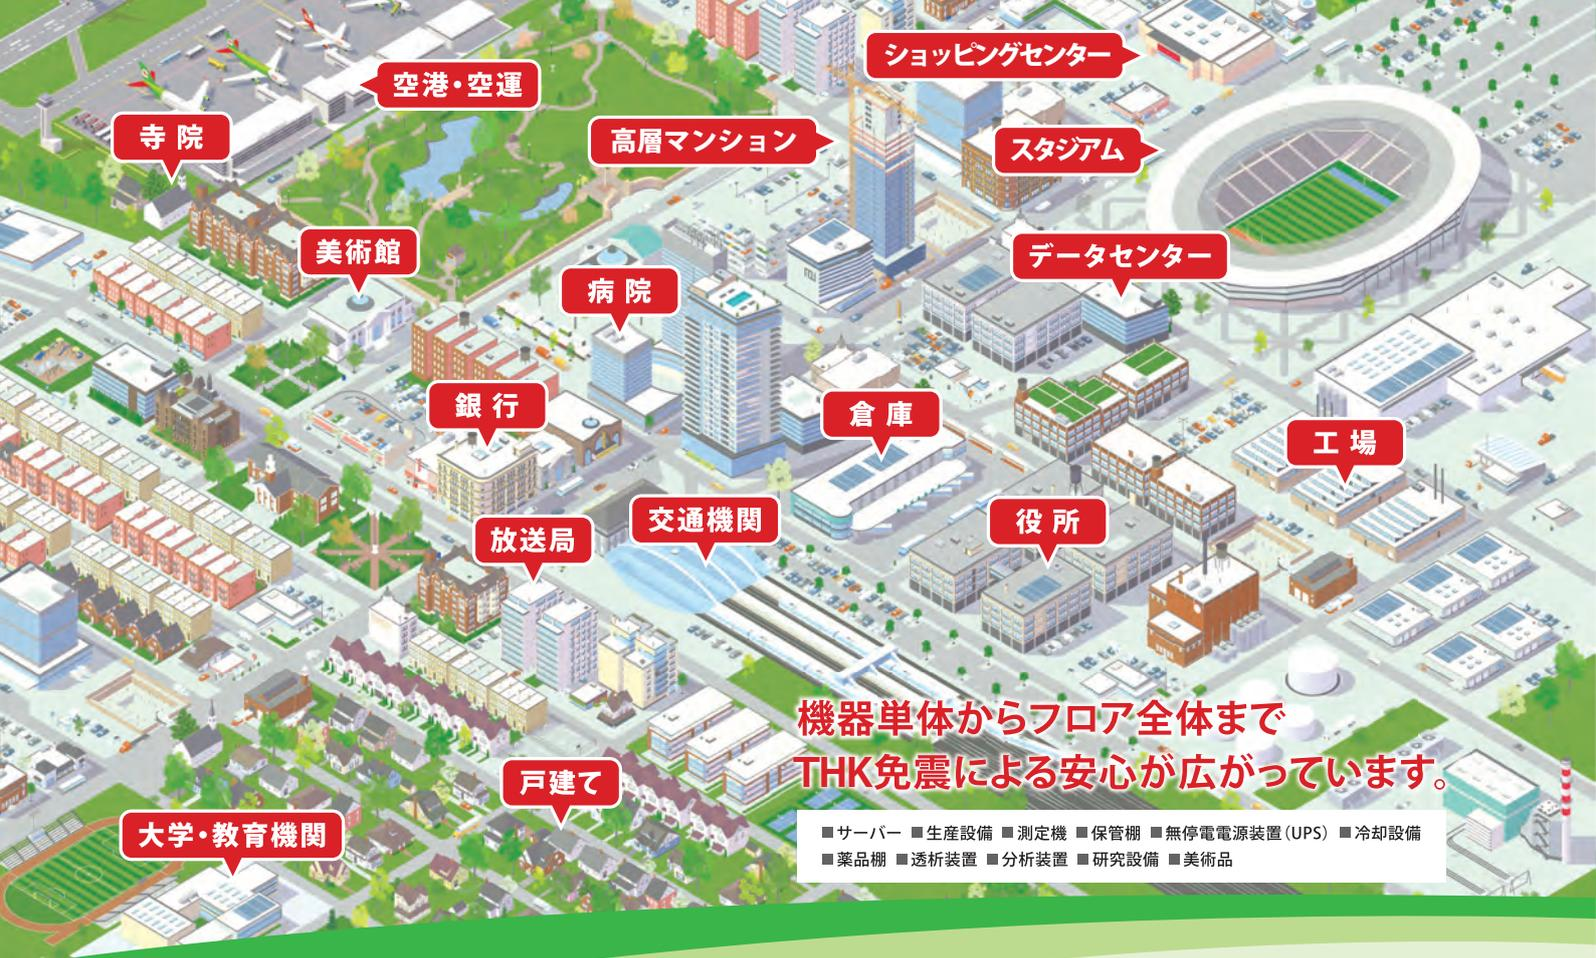 ショッピングセンター
空港・空運
寺院
高層マンション
スタジアム
美術館
データセンター
病院
銀行
倉庫
工場
放送局
交通機関
役所
機器単体からフロア全体まで
THK免震による安心が広がっています。
戸建て
大学・教育機関
■サーバー ■生産設備 ■測定機 ■保管棚 ■無停電電源装置(UPS) ■冷却設備
■薬品棚 ■透析装置 ■分析装置 ■研究設備 ■美術品